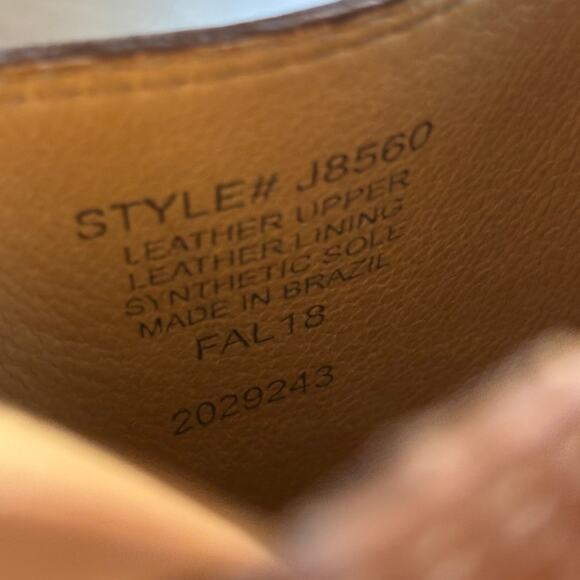 STYLE# J8560
LEATHER UPPER
LEATHER LINING
SYNTHETIC SOLE
MADE IN BRAZIL
FAL18
2029243